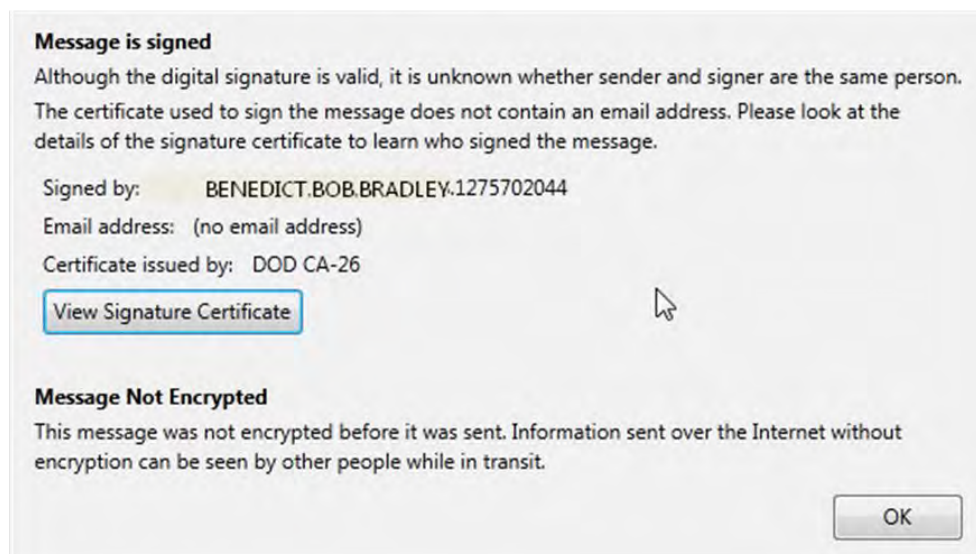 Message is signed
Although the digital signature is valid, it is unknown whether sender and signer are the same person.
The certificate used to sign the message does not contain an email address. Please look at the
details of the signature certificate to learn who signed the message.
Signed by: BENEDICT.BOB.BRADLEY.1275702044
Email address: (no email address)
Certificate issued by: DOD CA-26
View Signature Certificate
Message Not Encrypted
This message was not encrypted before it was sent. Information sent over the Internet without
encryption can be seen by other people while in transit.
OK